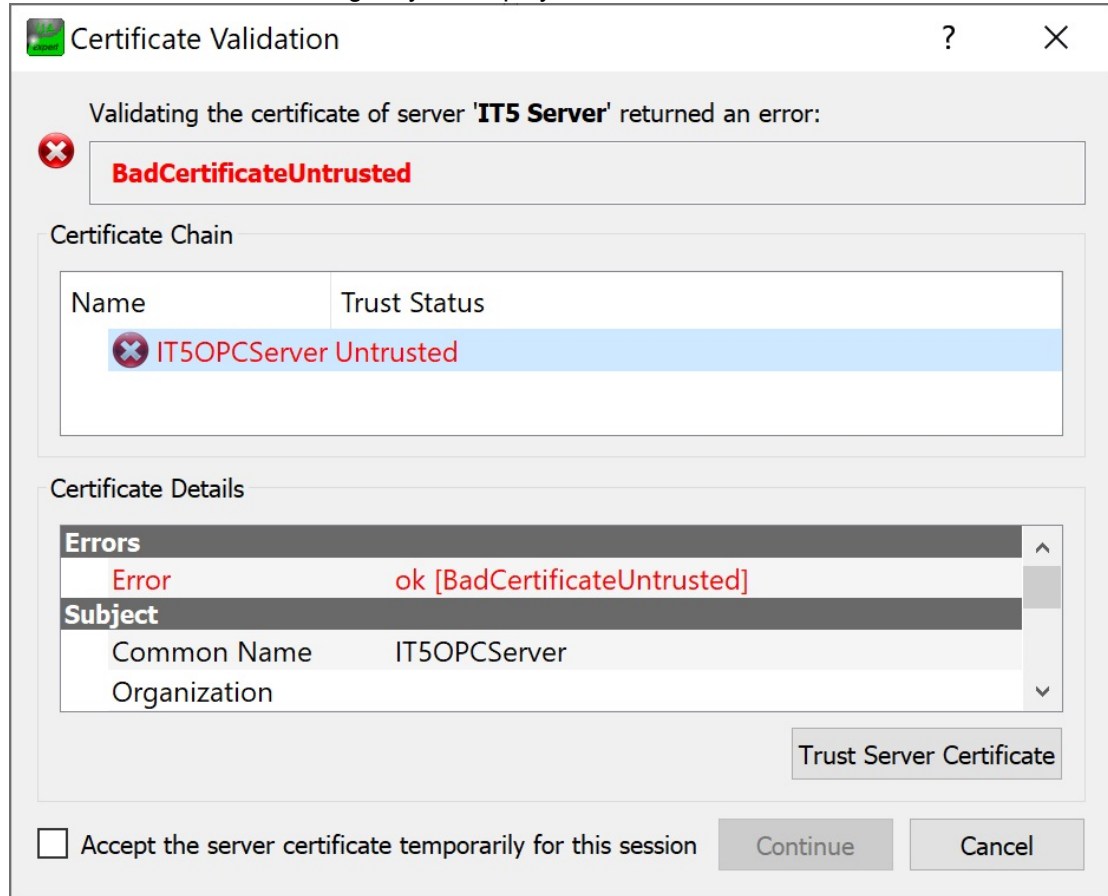 Certificate Validation ? ×
Validating the certificate of server 'IT5 Server' returned an error:
BadCertificateUntrusted
Certificate Chain
Name Trust Status
IT5OPCServer Untrusted
Certificate Details
Errors
Error ok [BadCertificateUntrusted]
Subject
Common Name IT5OPCServer
Organization
Trust Server Certificate
Accept the server certificate temporarily for this session Continue Cancel